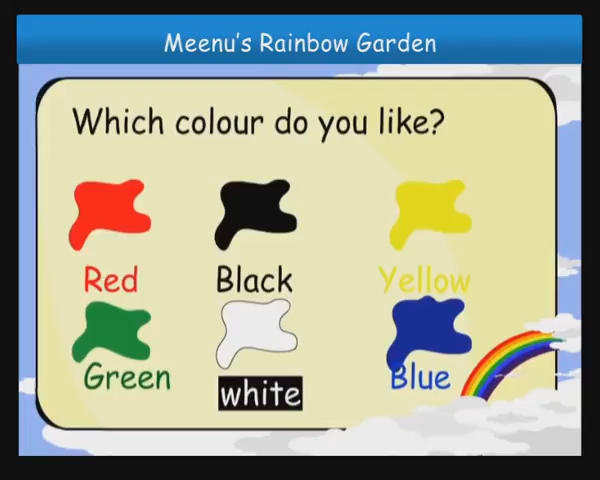 Meenu's Rainbow Garden
Which colour do you like?
Red Black Yellow
Green white Blue